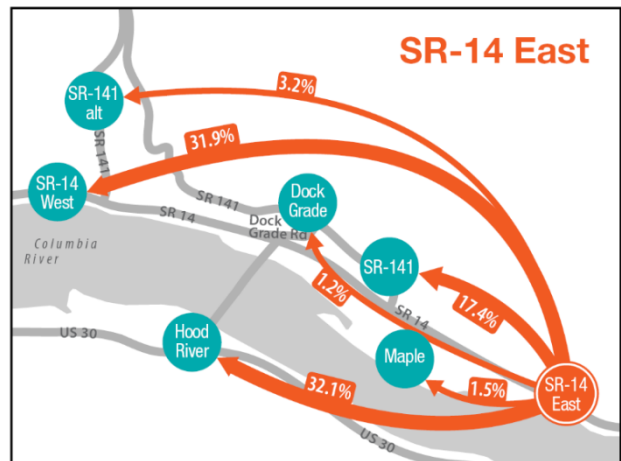 SR-14 East
SR-141
alt
3.2%
31.9%
SR 141
SR-14
West
SR 14
SR 141
Dock
Grade
Dock
Grade Rd
Columbia
River
SR-141
17.4%
1.2%
SR 14
US 30
Hood
River
Maple
1.5%
SR-14
East
32.1%
US 30